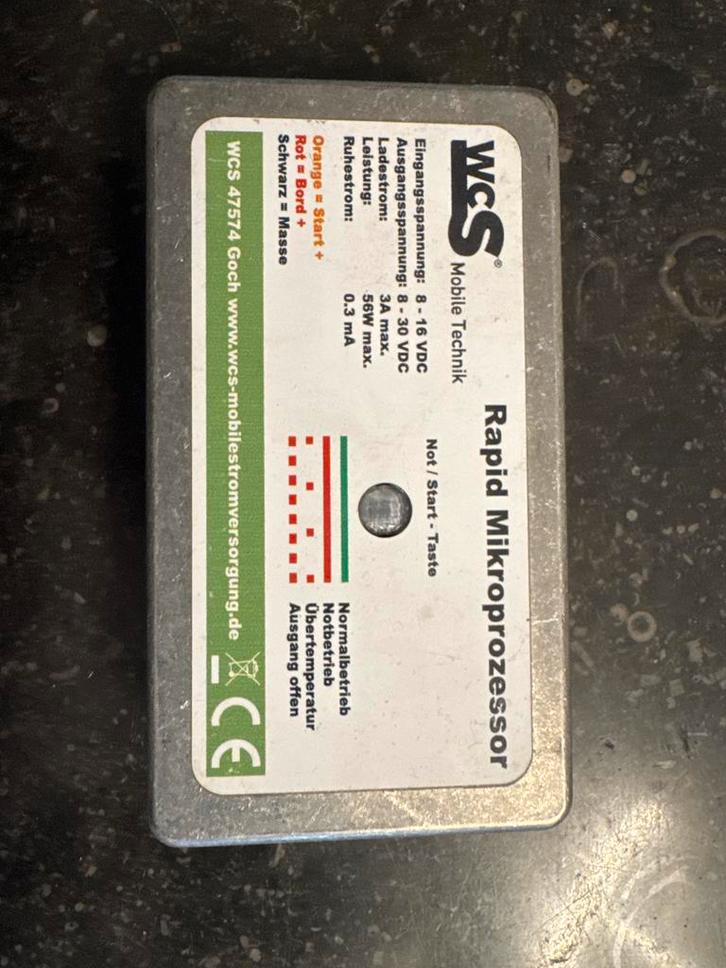 WCS® Mobile Technik
Rapid Mikroprozessor
Eingangsspannung: 8 - 16 VDC
Ausgangsspannung: 8 - 30 VDC
Ladestrom: 3A max.
Leistung: 56W max.
Ruhestrom: 0.3 mA
Orange = Start +
Rot = Bord +
Schwarz = Masse
Not / Start - Taste
Normalbetrieb
Notbetrieb
Übertemperatur
Ausgang offen
WCS 47574 Goch www.wcs-mobilestromversorgung.de CE